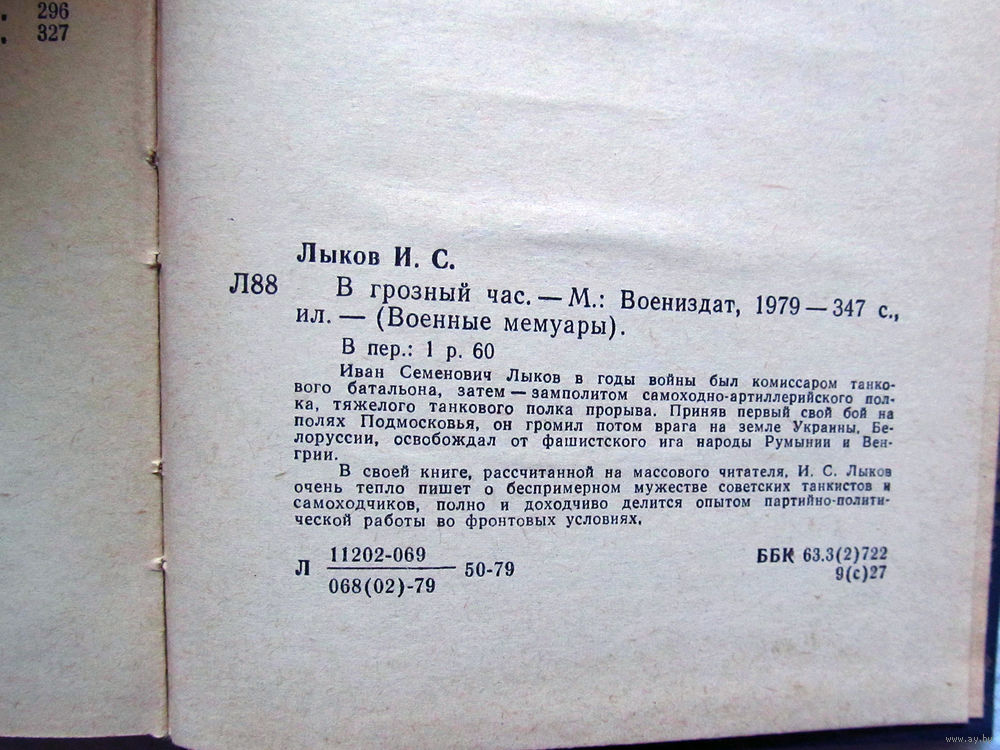 296
327
Лыков И. С.
Л88 В грозный час. — М.: Воениздат, 1979 — 347 с.,
ил. — (Военные мемуары).
В пер.: 1 р. 60
Иван Семенович Лыков в годы войны был комиссаром танко-
вого батальона, затем — замполитом самоходно-артиллерийского пол-
ка, тяжелого танкового полка прорыва. Приняв первый свой бой на
полях Подмосковья, он громил потом врага на земле Украины, Бе-
лоруссии, освобождал от фашистского ига народы Румынии и Вен-
грии.
В своей книге, рассчитанной на массового читателя, И. С. Лыков
очень тепло пишет о беспримерном мужестве советских танкистов и
самоходчиков, полно и доходчиво делится опытом партийно-полити-
ческой работы во фронтовых условиях.
Л 11202-069
068(02)-79 50-79
ББК 63.3(2)722
9(с)27
www.ay.by